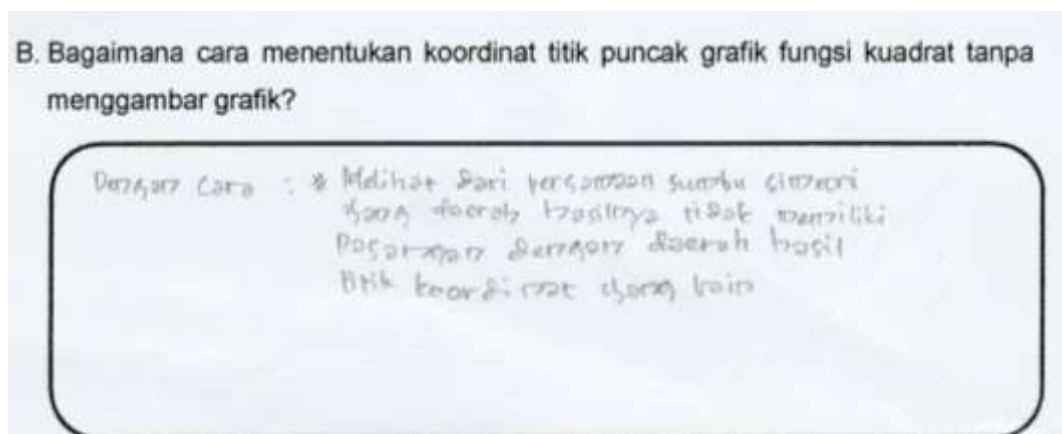 B. Bagaimana cara menentukan koordinat titik puncak grafik fungsi kuadrat tanpa
menggambar grafik?
Dengan cara : * Melihat dari persamaan sumbu simetri
yang daerah hasilnya tidak memiliki
Pasangan dengan daerah hasil
titik koordinat yang lain